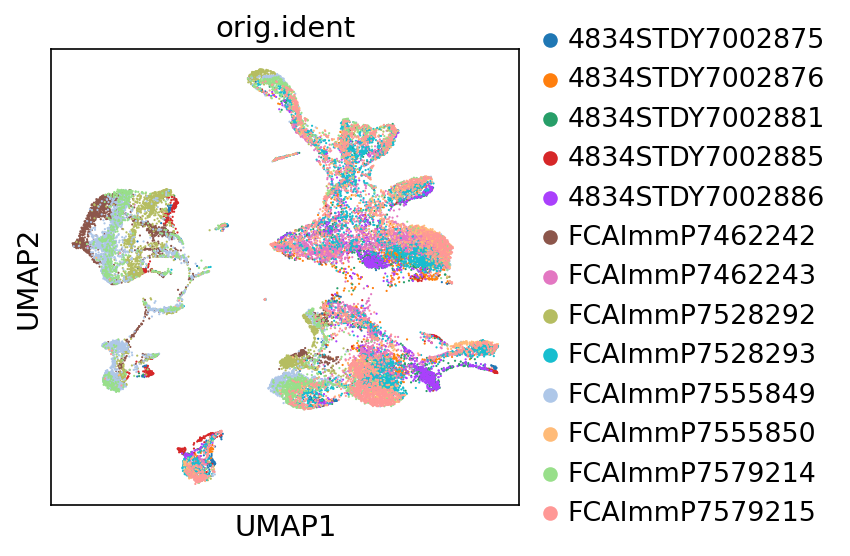 orig.ident
UMAP2
UMAP1
4834STDY7002875
4834STDY7002876
4834STDY7002881
4834STDY7002885
4834STDY7002886
FCAImmP7462242
FCAImmP7462243
FCAImmP7528292
FCAImmP7528293
FCAImmP7555849
FCAImmP7555850
FCAImmP7579214
FCAImmP7579215